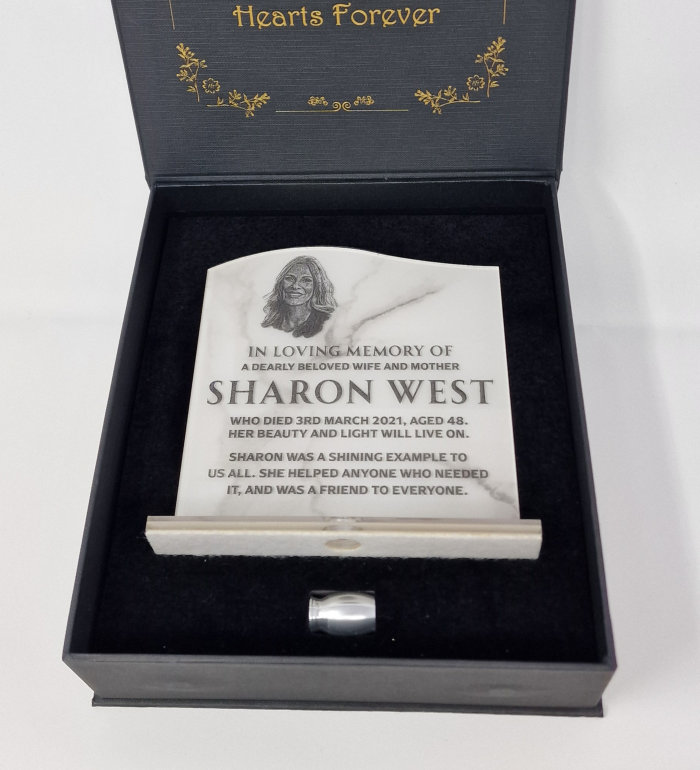 Hearts Forever
IN LOVING MEMORY OF
A DEARLY BELOVED WIFE AND MOTHER
SHARON WEST
WHO DIED 3RD MARCH 2021, AGED 48.
HER BEAUTY AND LIGHT WILL LIVE ON.
SHARON WAS A SHINING EXAMPLE TO
US ALL. SHE HELPED ANYONE WHO NEEDED
IT, AND WAS A FRIEND TO EVERYONE.